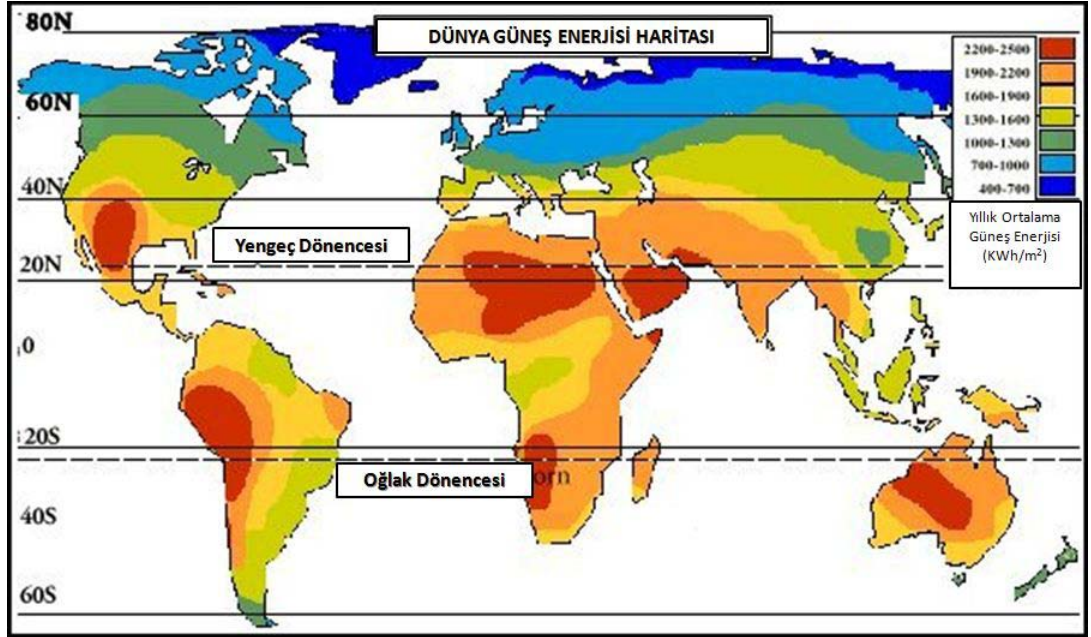 80N
DÜNYA GÜNEŞ ENERJİSİ HARİTASI
2200-2500
1900-2200
1600-1900
1300-1600
1000-1300
700-1000
400-700
60N
40N
Yıllık Ortalama
Güneş Enerjisi
(KWh/m²)
Yengeç Dönencesi
20N
0
20S
Oğlak Dönencesi
orn
40S
60S